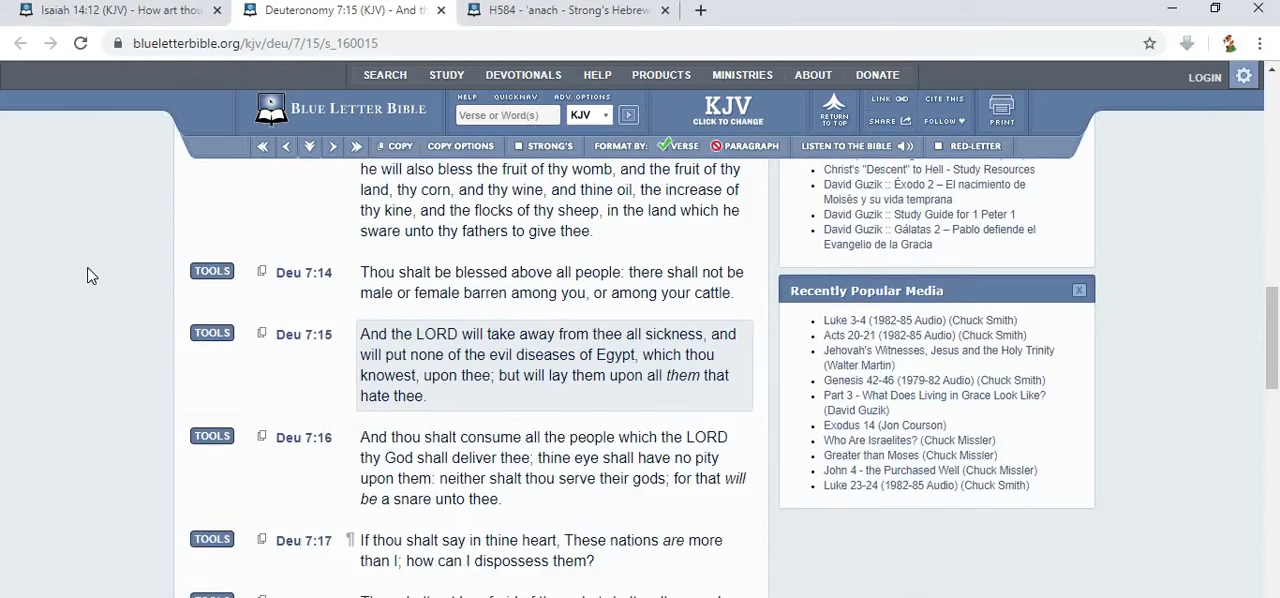 Isaiah 14:12 (KJV) - How art thou
Deuteronomy 7:15 (KJV) - And th
H584 - 'anach - Strong's Hebrew
blueletterbible.org/kjv/deu/7/15/s_160015
SEARCH STUDY DEVOTIONALS HELP PRODUCTS MINISTRIES ABOUT DONATE
LOGIN
BLUE LETTER BIBLE
HELP QUICKNAV ADV. OPTIONS
Verse or Word(s)
KJV
KJV
CLICK TO CHANGE
RETURN
TO TOP
LINK CITE THIS
SHARE FOLLOW
PRINT
COPY COPY OPTIONS STRONG'S FORMAT BY: VERSE PARAGRAPH LISTEN TO THE BIBLE RED-LETTER
he will also bless the fruit of thy womb, and the fruit of thy
land, thy corn, and thy wine, and thine oil, the increase of
thy kine, and the flocks of thy sheep, in the land which he
sware unto thy fathers to give thee.
TOOLS Deu 7:14 Thou shalt be blessed above all people: there shall not be
male or female barren among you, or among your cattle.
TOOLS Deu 7:15 And the LORD will take away from thee all sickness, and
will put none of the evil diseases of Egypt, which thou
knowest, upon thee; but will lay them upon all them that
hate thee.
TOOLS Deu 7:16 And thou shalt consume all the people which the LORD
thy God shall deliver thee; thine eye shall have no pity
upon them: neither shalt thou serve their gods; for that will
be a snare unto thee.
TOOLS Deu 7:17 ¶ If thou shalt say in thine heart, These nations are more
than I; how can I dispossess them?
Christ's "Descent" to Hell - Study Resources
David Guzik :: Éxodo 2 – El nacimiento de
Moisés y su vida temprana
David Guzik :: Study Guide for 1 Peter 1
David Guzik :: Gálatas 2 – Pablo defiende el
Evangelio de la Gracia
Recently Popular Media
Luke 3-4 (1982-85 Audio) (Chuck Smith)
Acts 20-21 (1982-85 Audio) (Chuck Smith)
Jehovah's Witnesses, Jesus and the Holy Trinity
(Walter Martin)
Genesis 42-46 (1979-82 Audio) (Chuck Smith)
Part 3 - What Does Living in Grace Look Like?
(David Guzik)
Exodus 14 (Jon Courson)
Who Are Israelites? (Chuck Missler)
Greater than Moses (Chuck Missler)
John 4 - the Purchased Well (Chuck Missler)
Luke 23-24 (1982-85 Audio) (Chuck Smith)